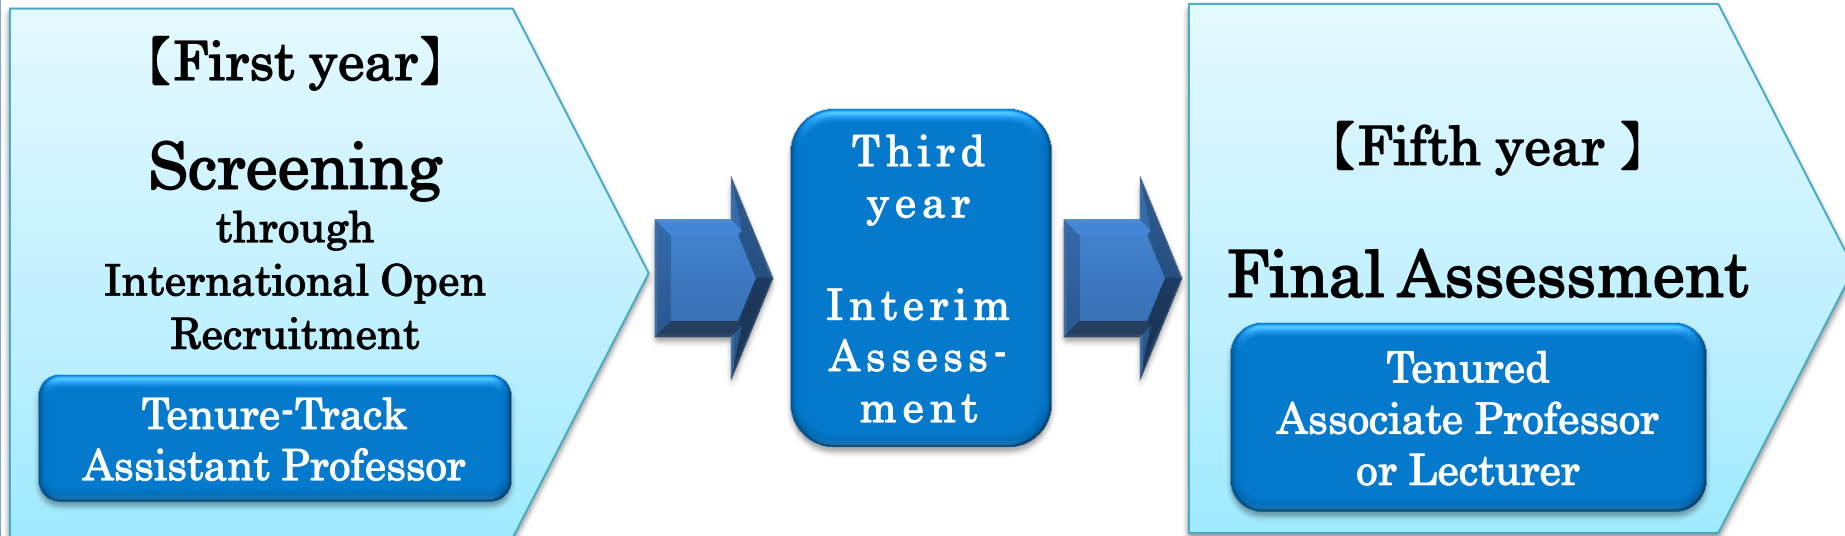 【First year】
Screening
through
International Open
Recruitment
Tenure-Track
Assistant Professor
Third
year
Interim
Assess-
ment
【Fifth year 】
Final Assessment
Tenured
Associate Professor
or Lecturer